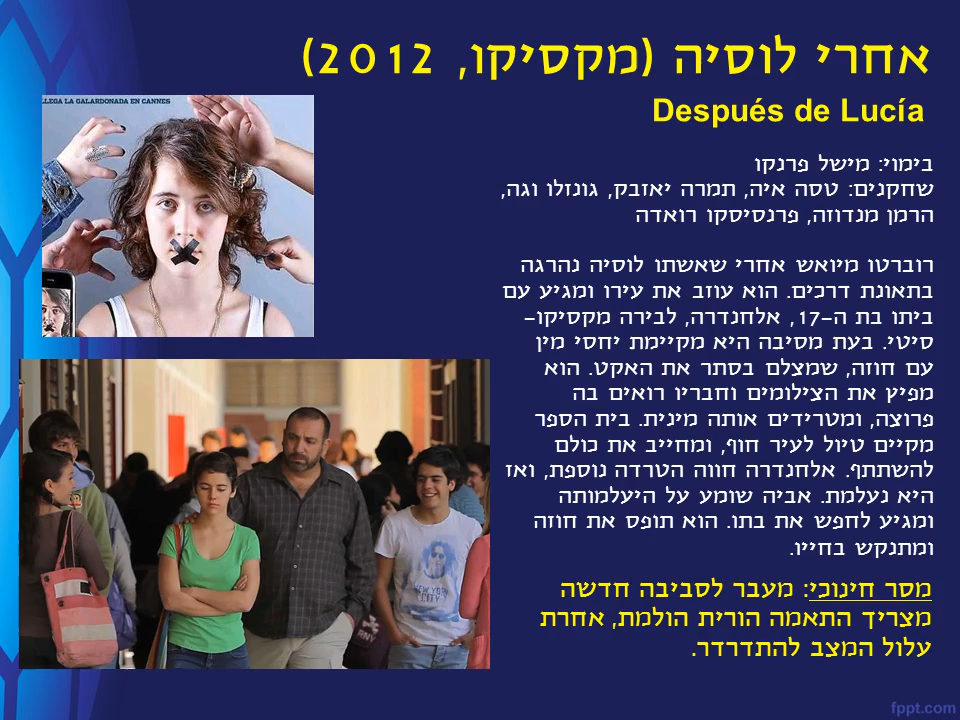 אחרי לוסיה (מקסיקו, 2012)
Después de Lucía
LLEGA LA GALARDONADA EN CANNES
בימוי: מישל פרנקו
שחקנים: טסה איה, תמרה יאזבק, גונזלו וגה,
הרמן מנדוזה, פרנסיסקו רואדה
רוברטו מיואש אחרי שאשתו לוסיה נהרגה
בתאונת דרכים. הוא עוזב את עירו ומגיע עם
ביתו בת ה-17, אלחנדרה, לבירה מקסיקו-
סיטי. בעת מסיבה היא מקיימת יחסי מין
עם חוזה, שמצלם בסתר את האקט. הוא
מפיץ את הצילומים וחבריו רואים בה
פרוצה, ומטרידים אותה מינית. בית הספר
מקיים טיול לעיר חוף, ומחייב את כולם
להשתתף. אלחנדרה חווה הטרדה נוספת, ואז
היא נעלמת. אביה שומע על היעלמותה
ומגיע לחפש את בתו. הוא תופס את חוזה
ומתנקש בחייו.
מסר חינוכי: מעבר לסביבה חדשה
מצריך התאמה הורית הולמת, אחרת
עלול המצב להתדרדר.
NEW YORK
CITY
RNY
fppt.com